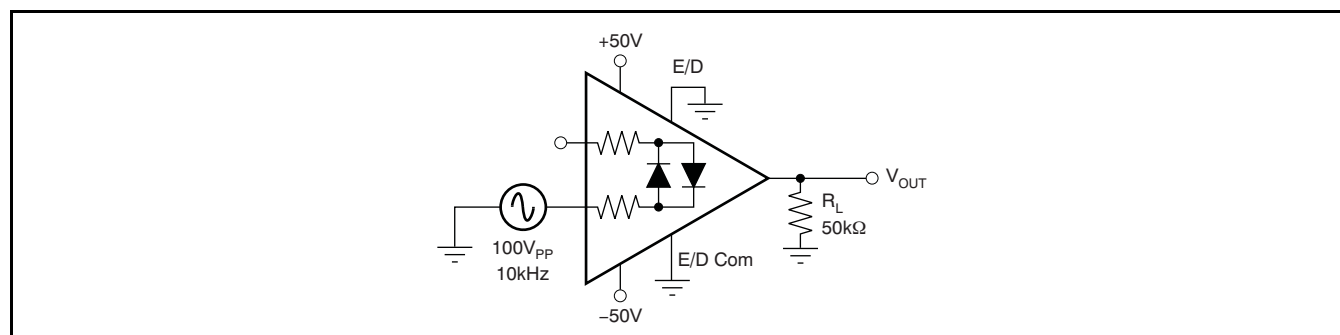 +50V
E/D
V_OUT
R_L
50kΩ
100V_PP
10kHz
E/D Com
−50V